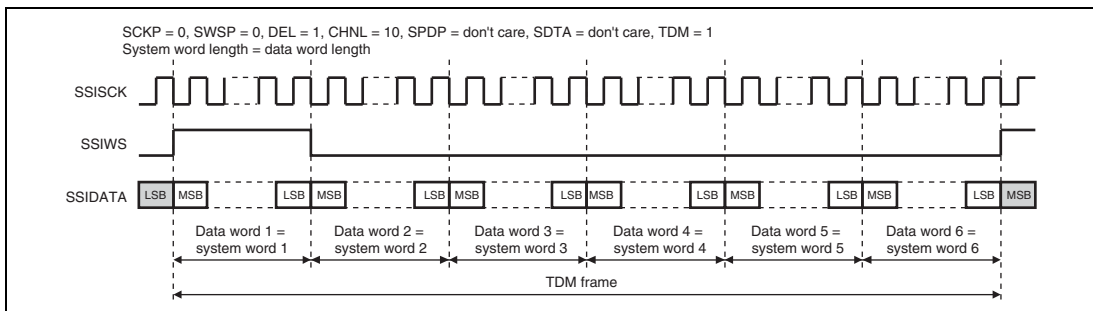 SCKP = 0, SWSP = 0, DEL = 1, CHNL = 10, SPDP = don't care, SDTA = don't care, TDM = 1
System word length = data word length
SSISCK
SSIWS
SSIDATA
LSB MSB LSB MSB LSB MSB LSB MSB LSB MSB LSB MSB LSB MSB
Data word 1 = system word 1
Data word 2 = system word 2
Data word 3 = system word 3
Data word 4 = system word 4
Data word 5 = system word 5
Data word 6 = system word 6
TDM frame